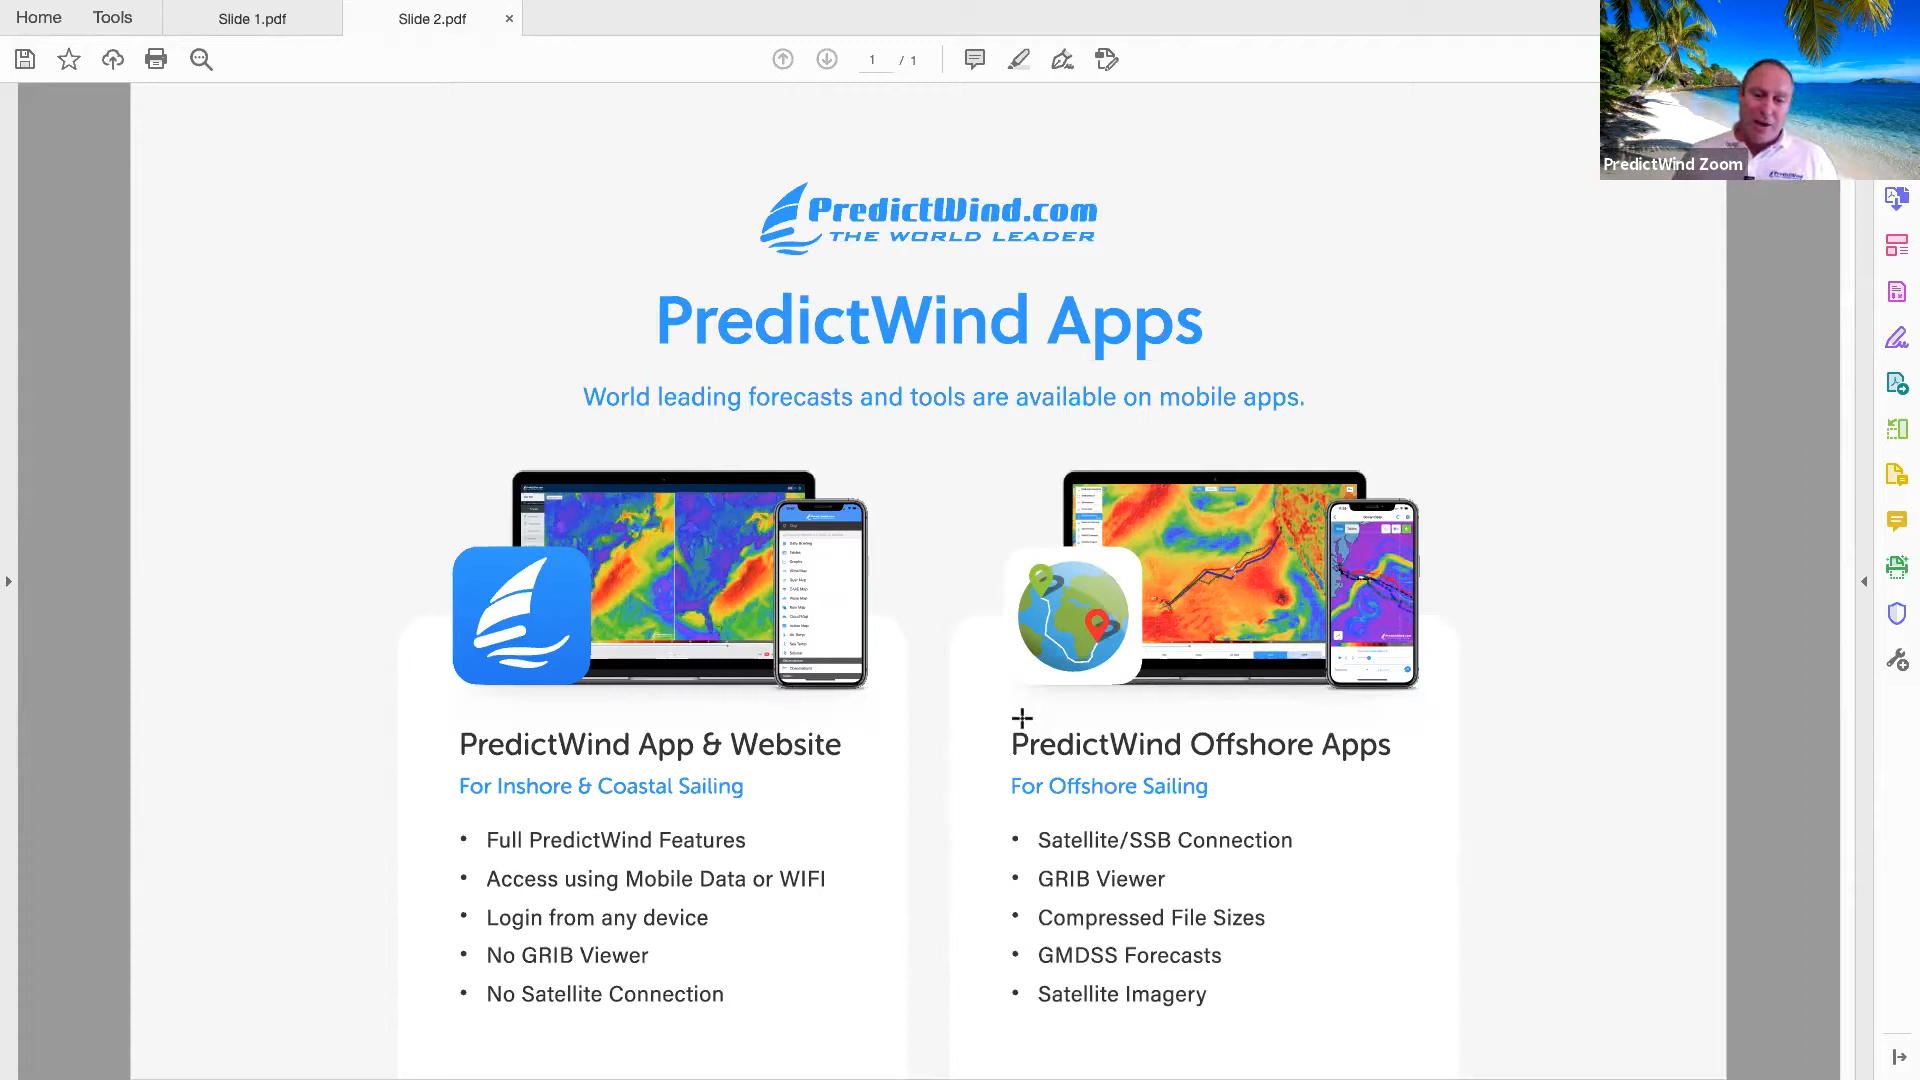 Home
Tools
Slide 1.pdf
Slide 2.pdf
1 / 1
PredictWind Zoom
PredictWind.com
THE WORLD LEADER
PredictWind Apps
World leading forecasts and tools are available on mobile apps.
PredictWind App & Website
For Inshore & Coastal Sailing
• Full PredictWind Features
• Access using Mobile Data or WIFI
• Login from any device
• No GRIB Viewer
• No Satellite Connection
PredictWind Offshore Apps
For Offshore Sailing
• Satellite/SSB Connection
• GRIB Viewer
• Compressed File Sizes
• GMDSS Forecasts
• Satellite Imagery